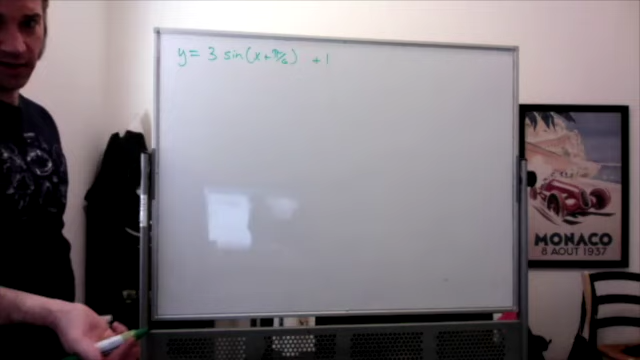 y = 3 sin(x + π/6) + 1
MONACO
8 AOUT 1937